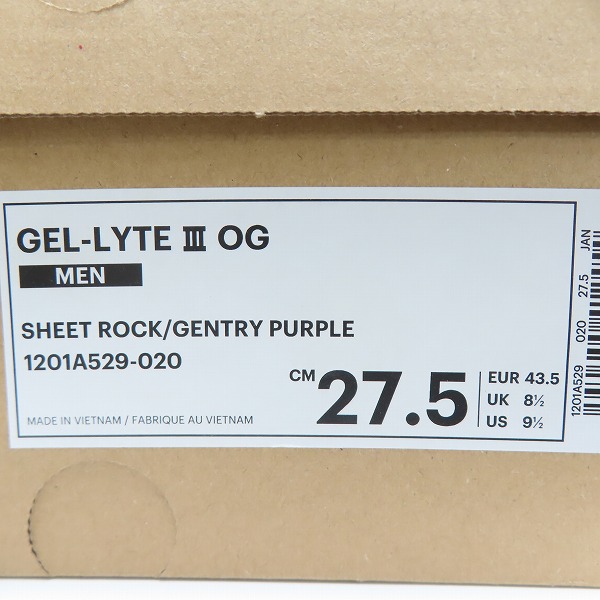 GEL-LYTE Ⅲ OG
MEN
SHEET ROCK/GENTRY PURPLE
1201A529-020
MADE IN VIETNAM / FABRIQUE AU VIETNAM
CM 27.5
EUR 43.5
UK 8½
US 9½
1201A529 020 27.5 JAN